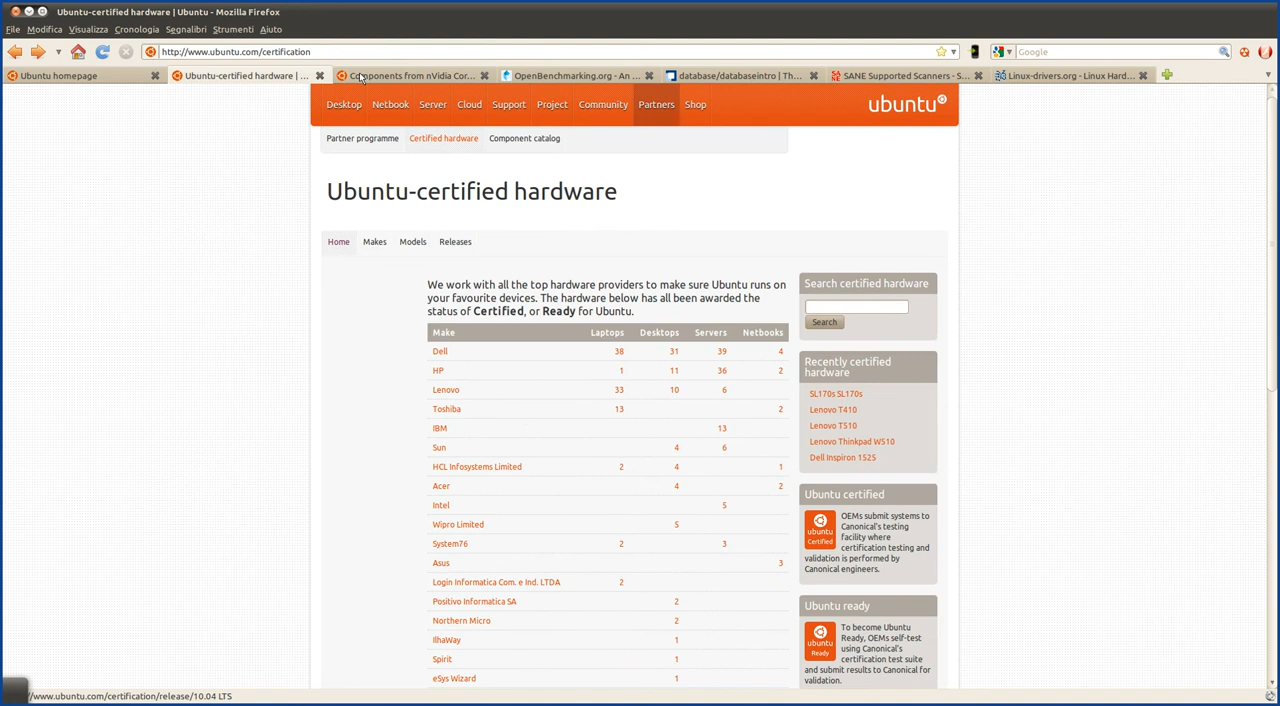 Ubuntu-certified hardware | Ubuntu - Mozilla Firefox
File Modifica Visualizza Cronologia Segnalibri Strumenti Aiuto
http://www.ubuntu.com/certification Google
Ubuntu homepage Ubuntu-certified hardware | ... Components from nVidia Cor... OpenBenchmarking.org - An ... database/databaseintro | Th... SANE Supported Scanners - S... Linux-drivers.org - Linux Hard...
Desktop Netbook Server Cloud Support Project Community Partners Shop ubuntu
Partner programme Certified hardware Component catalog
Ubuntu-certified hardware
Home Makes Models Releases
We work with all the top hardware providers to make sure Ubuntu runs on
your favourite devices. The hardware below has all been awarded the
status of Certified, or Ready for Ubuntu.
Make Laptops Desktops Servers Netbooks
Dell 38 31 39 4
HP 1 11 36 2
Lenovo 33 10 6
Toshiba 13 2
IBM 13
Sun 4 6
HCL Infosystems Limited 2 4 1
Acer 4 2
Intel 5
Wipro Limited 5
System76 2 3
Asus 3
Login Informatica Com. e Ind. LTDA 2
Positivo Informatica SA 2
Northern Micro 2
IlhaWay 1
Spirit 1
eSys Wizard 1
Search certified hardware
Search
Recently certified
hardware
SL170s SL170s
Lenovo T410
Lenovo T510
Lenovo Thinkpad W510
Dell Inspiron 1525
Ubuntu certified
ubuntu
Certified
OEMs submit systems to
Canonical's testing
facility where
certification testing and
validation is performed by
Canonical engineers.
Ubuntu ready
ubuntu
Ready
To become Ubuntu
Ready, OEMs self-test
using Canonical's
certification test suite
and submit results to Canonical for
validation.
//www.ubuntu.com/certification/release/10.04 LTS